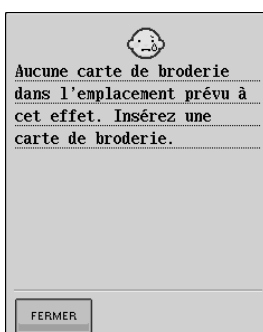 Aucune carte de broderie
dans l'emplacement prévu à
cet effet. Insérez une
carte de broderie.
FERMER